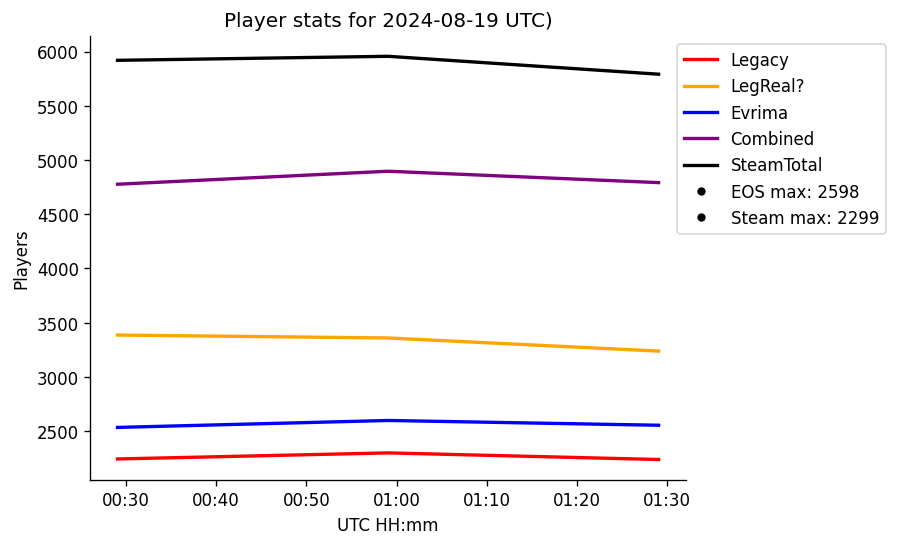 Player stats for 2024-08-19 UTC)
6000
5500
5000
4500
4000
3500
3000
2500
Players
00:30 00:40 00:50 01:00 01:10 01:20 01:30
UTC HH:mm
Legacy
LegReal?
Evrima
Combined
SteamTotal
EOS max: 2598
Steam max: 2299